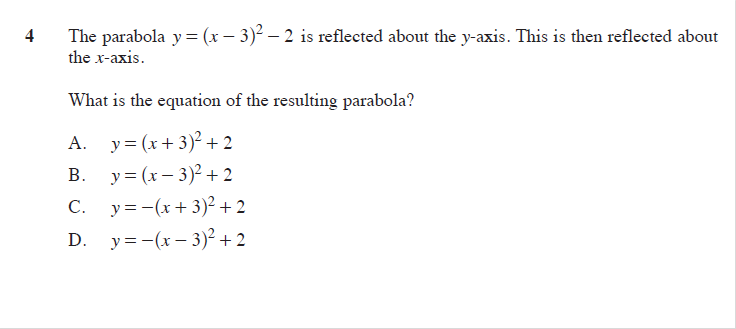 4 The parabola y = (x – 3)² – 2 is reflected about the y-axis. This is then reflected about
the x-axis.
What is the equation of the resulting parabola?
A. y = (x + 3)² + 2
B. y = (x – 3)² + 2
C. y = –(x + 3)² + 2
D. y = –(x – 3)² + 2